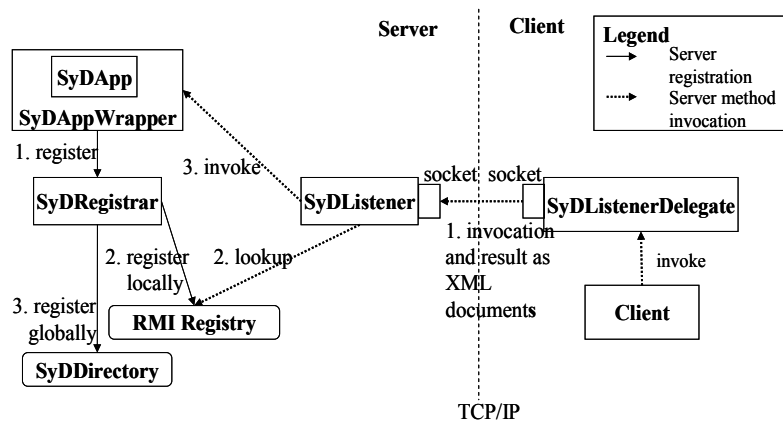 Server
Client
Legend
Server
registration
Server method
invocation
SyDApp
SyDAppWrapper
1. register
3. invoke
socket
socket
SyDRegistrar
SyDListener
SyDListenerDelegate
1. invocation
and result as
XML
documents
2. register
locally
2. lookup
invoke
3. register
globally
RMI Registry
Client
SyDDirectory
TCP/IP